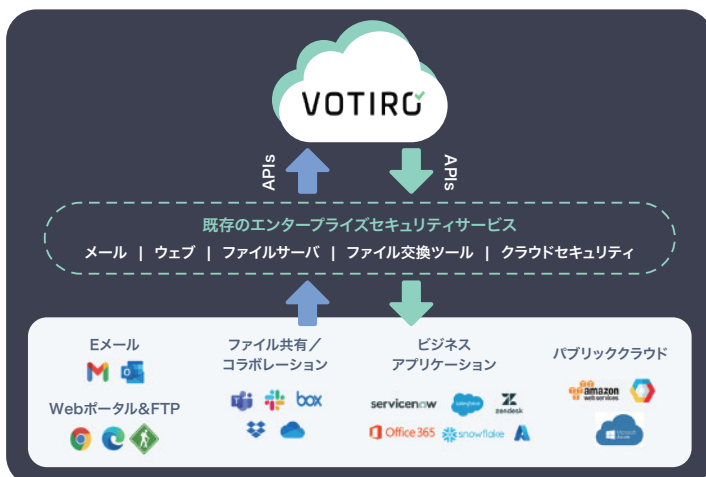 VOTIRO
APIs
APIs
既存のエンタープライズセキュリティサービス
メール | ウェブ | ファイルサーバ | ファイル交換ツール | クラウドセキュリティ
Eメール
Webポータル&FTP
ファイル共有／
コラボレーション
box
ビジネス
アプリケーション
servicenow
salesforce
zendesk
Office 365
snowflake
パブリッククラウド
amazon
web services
Microsoft
Azure